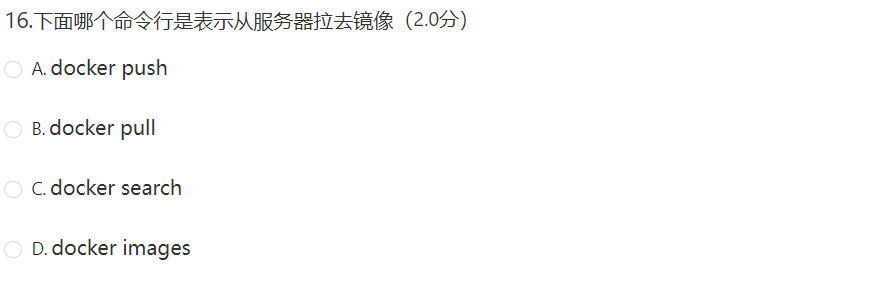 16.下面哪个命令行是表示从服务器拉去镜像（2.0分）
A. docker push
B. docker pull
C. docker search
D. docker images